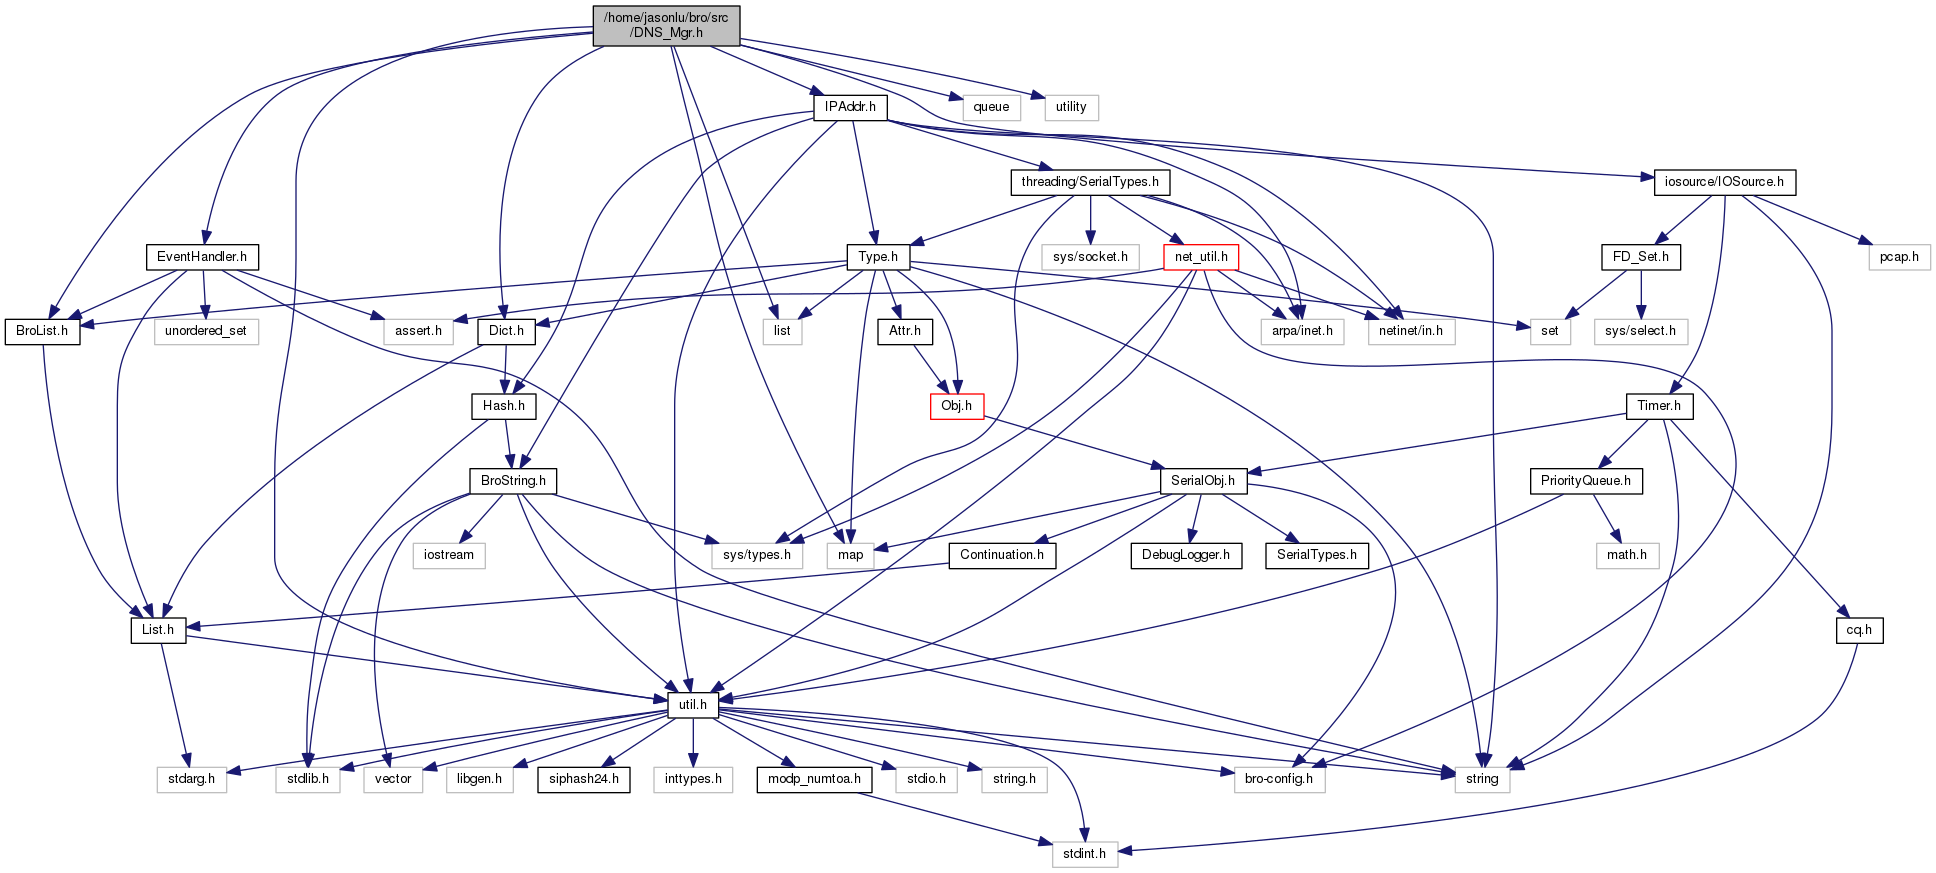 /home/jasonlu/bro/src
/DNS_Mgr.h
IPAddr.h
queue
utility
threading/SerialTypes.h
iosource/IOSource.h
EventHandler.h
Type.h
sys/socket.h
net_util.h
FD_Set.h
pcap.h
BroList.h
unordered_set
assert.h
Dict.h
list
Attr.h
arpa/inet.h
netinet/in.h
set
sys/select.h
Hash.h
Obj.h
Timer.h
BroString.h
SerialObj.h
PriorityQueue.h
iostream
sys/types.h
map
Continuation.h
DebugLogger.h
SerialTypes.h
math.h
List.h
cq.h
util.h
stdarg.h
stdlib.h
vector
libgen.h
siphash24.h
inttypes.h
modp_numtoa.h
stdio.h
string.h
bro-config.h
string
stdint.h